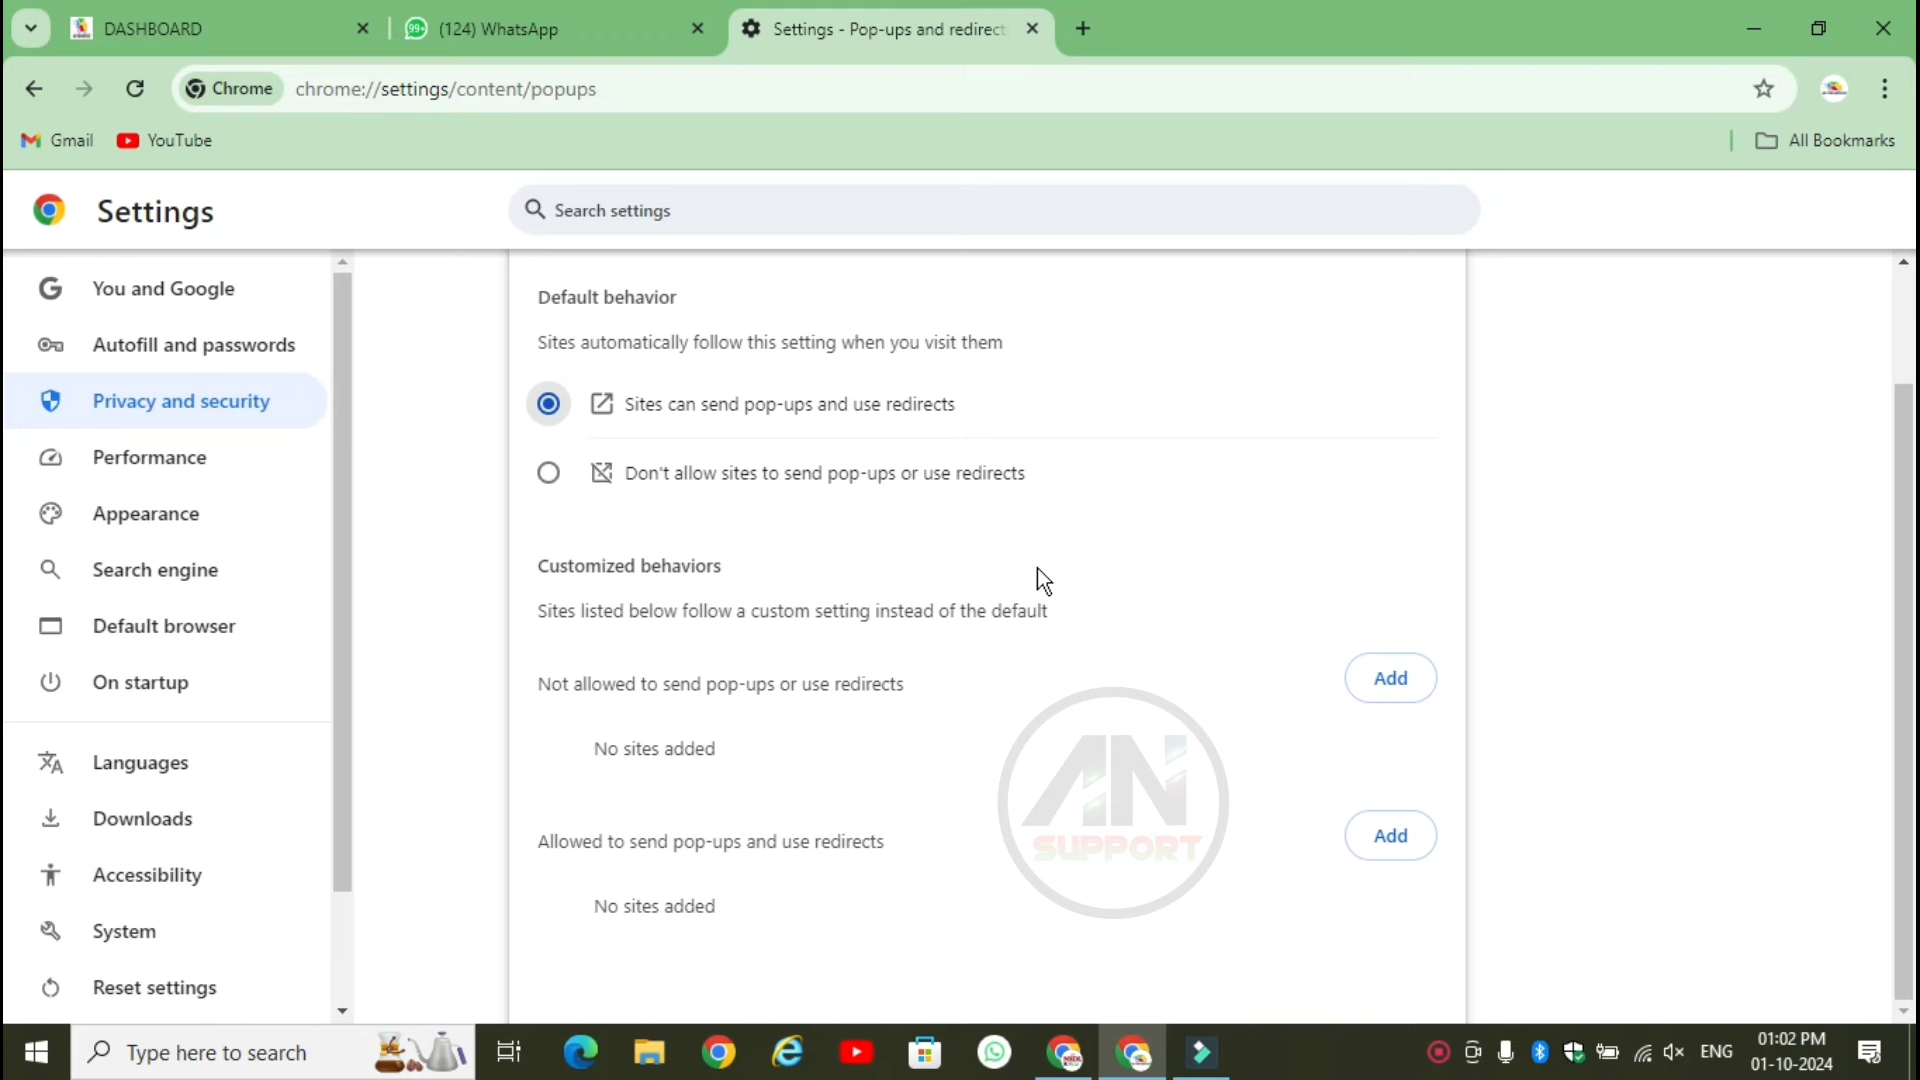 DASHBOARD
99+ (124) WhatsApp
Settings - Pop-ups and redirect
Chrome chrome://settings/content/popups
Gmail YouTube All Bookmarks
Settings
Search settings
You and Google
Autofill and passwords
Privacy and security
Performance
Appearance
Search engine
Default browser
On startup
Languages
Downloads
Accessibility
System
Reset settings
Default behavior
Sites automatically follow this setting when you visit them
Sites can send pop-ups and use redirects
Don't allow sites to send pop-ups or use redirects
Customized behaviors
Sites listed below follow a custom setting instead of the default
Not allowed to send pop-ups or use redirects Add
No sites added
Allowed to send pop-ups and use redirects Add
No sites added
AN
SUPPORT
Type here to search
ENG
01:02 PM
01-10-2024